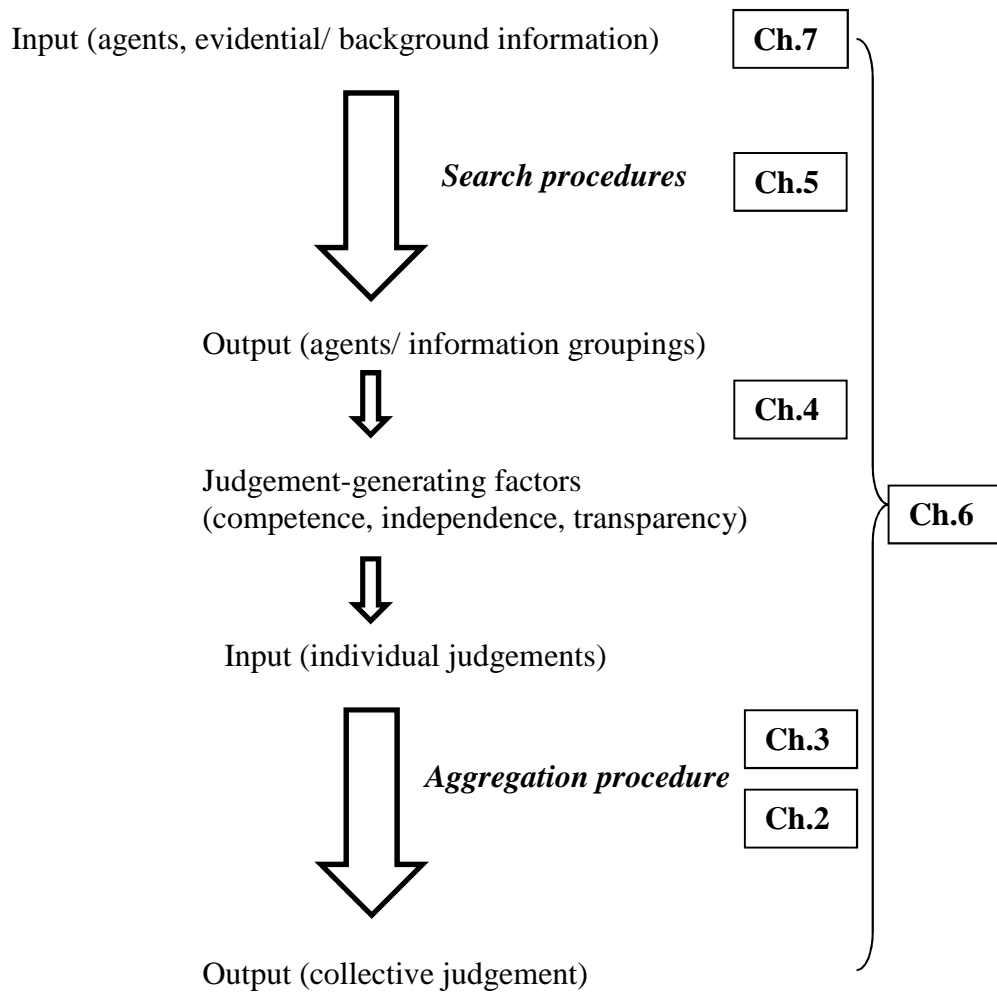 Input (agents, evidential/ background information)
Ch.7
Search procedures
Ch.5
Output (agents/ information groupings)
Ch.4
Judgement-generating factors
(competence, independence, transparency)
Ch.6
Input (individual judgements)
Ch.3
Aggregation procedure
Ch.2
Output (collective judgement)